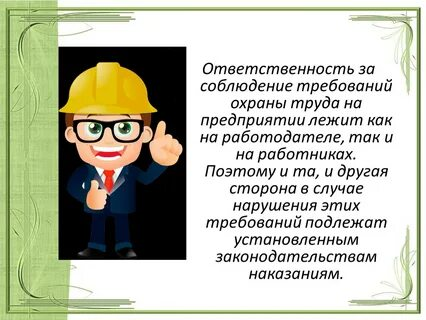 Ответственность за
соблюдение требований
охраны труда на
предприятии лежит как
на работодателе, так и
на работниках.
Поэтому и та, и другая
сторона в случае
нарушения этих
требований подлежат
установленным
законодательствам
наказаниям.